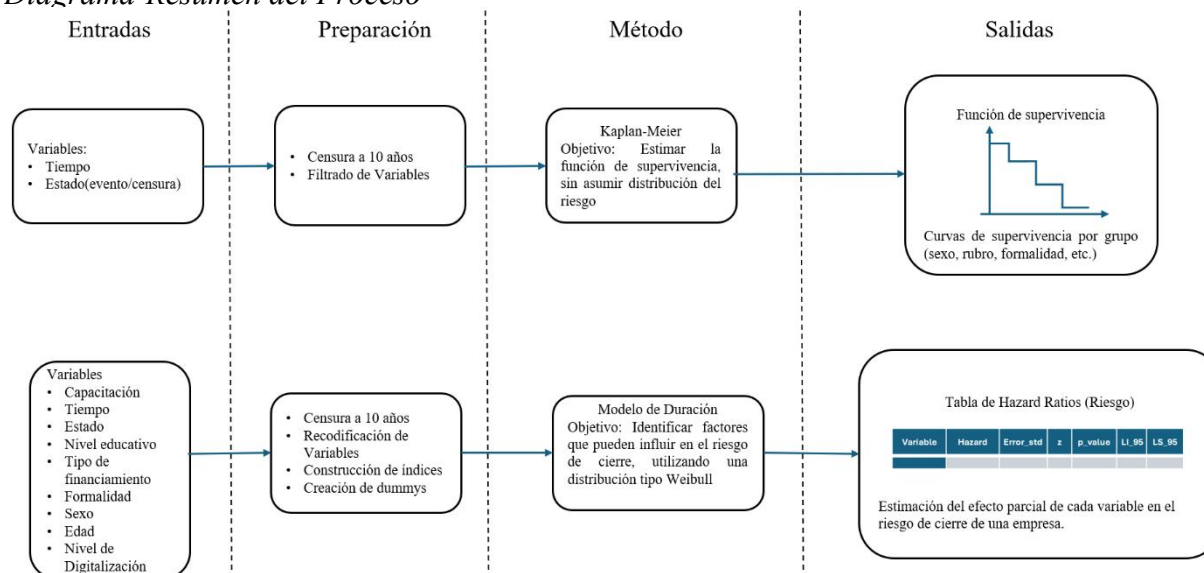 Diagrama Resumen del Proceso
Entradas
Preparación
Método
Salidas
Variables:
• Tiempo
• Estado(evento/censura)
• Censura a 10 años
• Filtrado de Variables
Kaplan-Meier
Objetivo: Estimar la
función de supervivencia,
sin asumir distribución del
riesgo
Función de supervivencia
Curvas de supervivencia por grupo
(sexo, rubro, formalidad, etc.)
Variables
• Capacitación
• Tiempo
• Estado
• Nivel educativo
• Tipo de
financiamiento
• Formalidad
• Sexo
• Edad
• Nivel de
Digitalización
• Censura a 10 años
• Recodificación de
Variables
• Construcción de índices
• Creación de dummys
Modelo de Duración
Objetivo: Identificar factores
que pueden influir en el riesgo
de cierre, utilizando una
distribución tipo Weibull
Tabla de Hazard Ratios (Riesgo)
Variable Hazard Error_std z p_value LI_95 LS_95
Estimación del efecto parcial de cada variable en el
riesgo de cierre de una empresa.